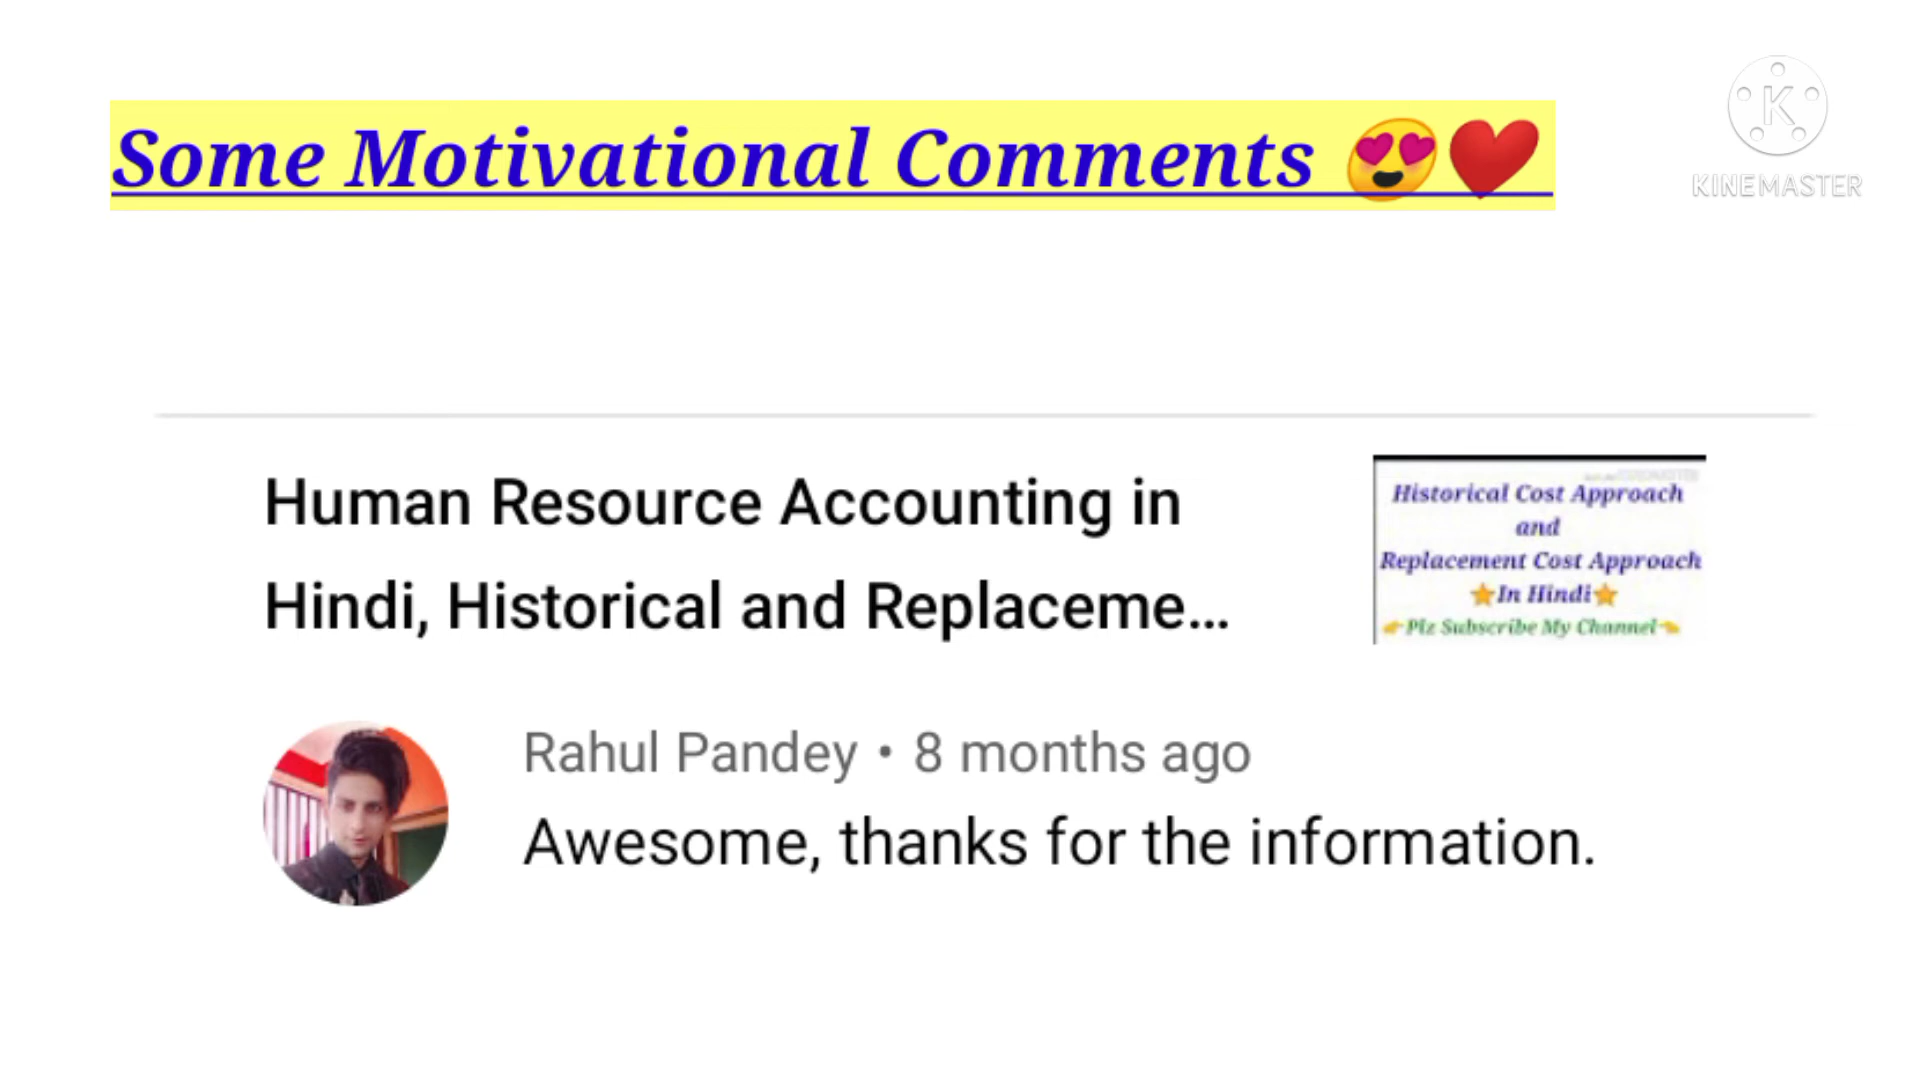 Some Motivational Comments 😍❤️
K
KINEMASTER
Human Resource Accounting in
Hindi, Historical and Replaceme...
Historical Cost Approach
and
Replacement Cost Approach
⭐In Hindi⭐
👉Plz Subscribe My Channel👈
Rahul Pandey • 8 months ago
Awesome, thanks for the information.